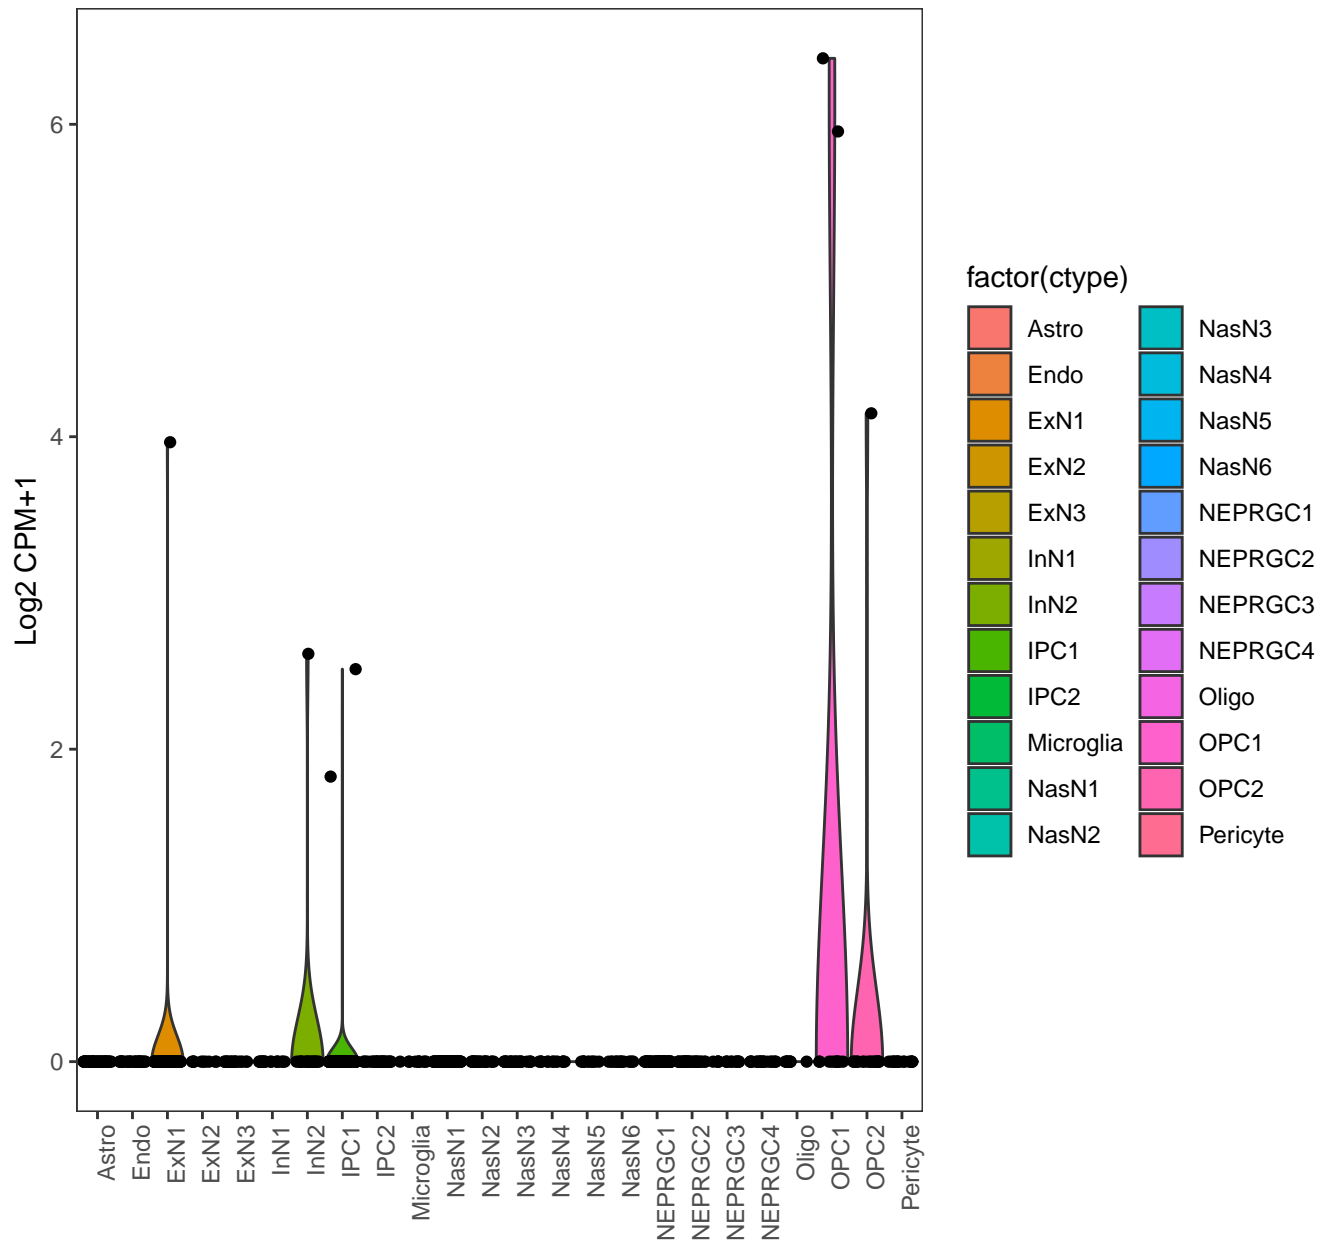 6
4
2
0
Log2 CPM+1
Astro
Endo
ExN1
ExN2
ExN3
InN1
InN2
IPC1
IPC2
Microglia
NasN1
NasN2
NasN3
NasN4
NasN5
NasN6
NEPRGC1
NEPRGC2
NEPRGC3
NEPRGC4
Oligo
OPC1
OPC2
Pericyte
factor(ctype)
Astro
Endo
ExN1
ExN2
ExN3
InN1
InN2
IPC1
IPC2
Microglia
NasN1
NasN2
NasN3
NasN4
NasN5
NasN6
NEPRGC1
NEPRGC2
NEPRGC3
NEPRGC4
Oligo
OPC1
OPC2
Pericyte